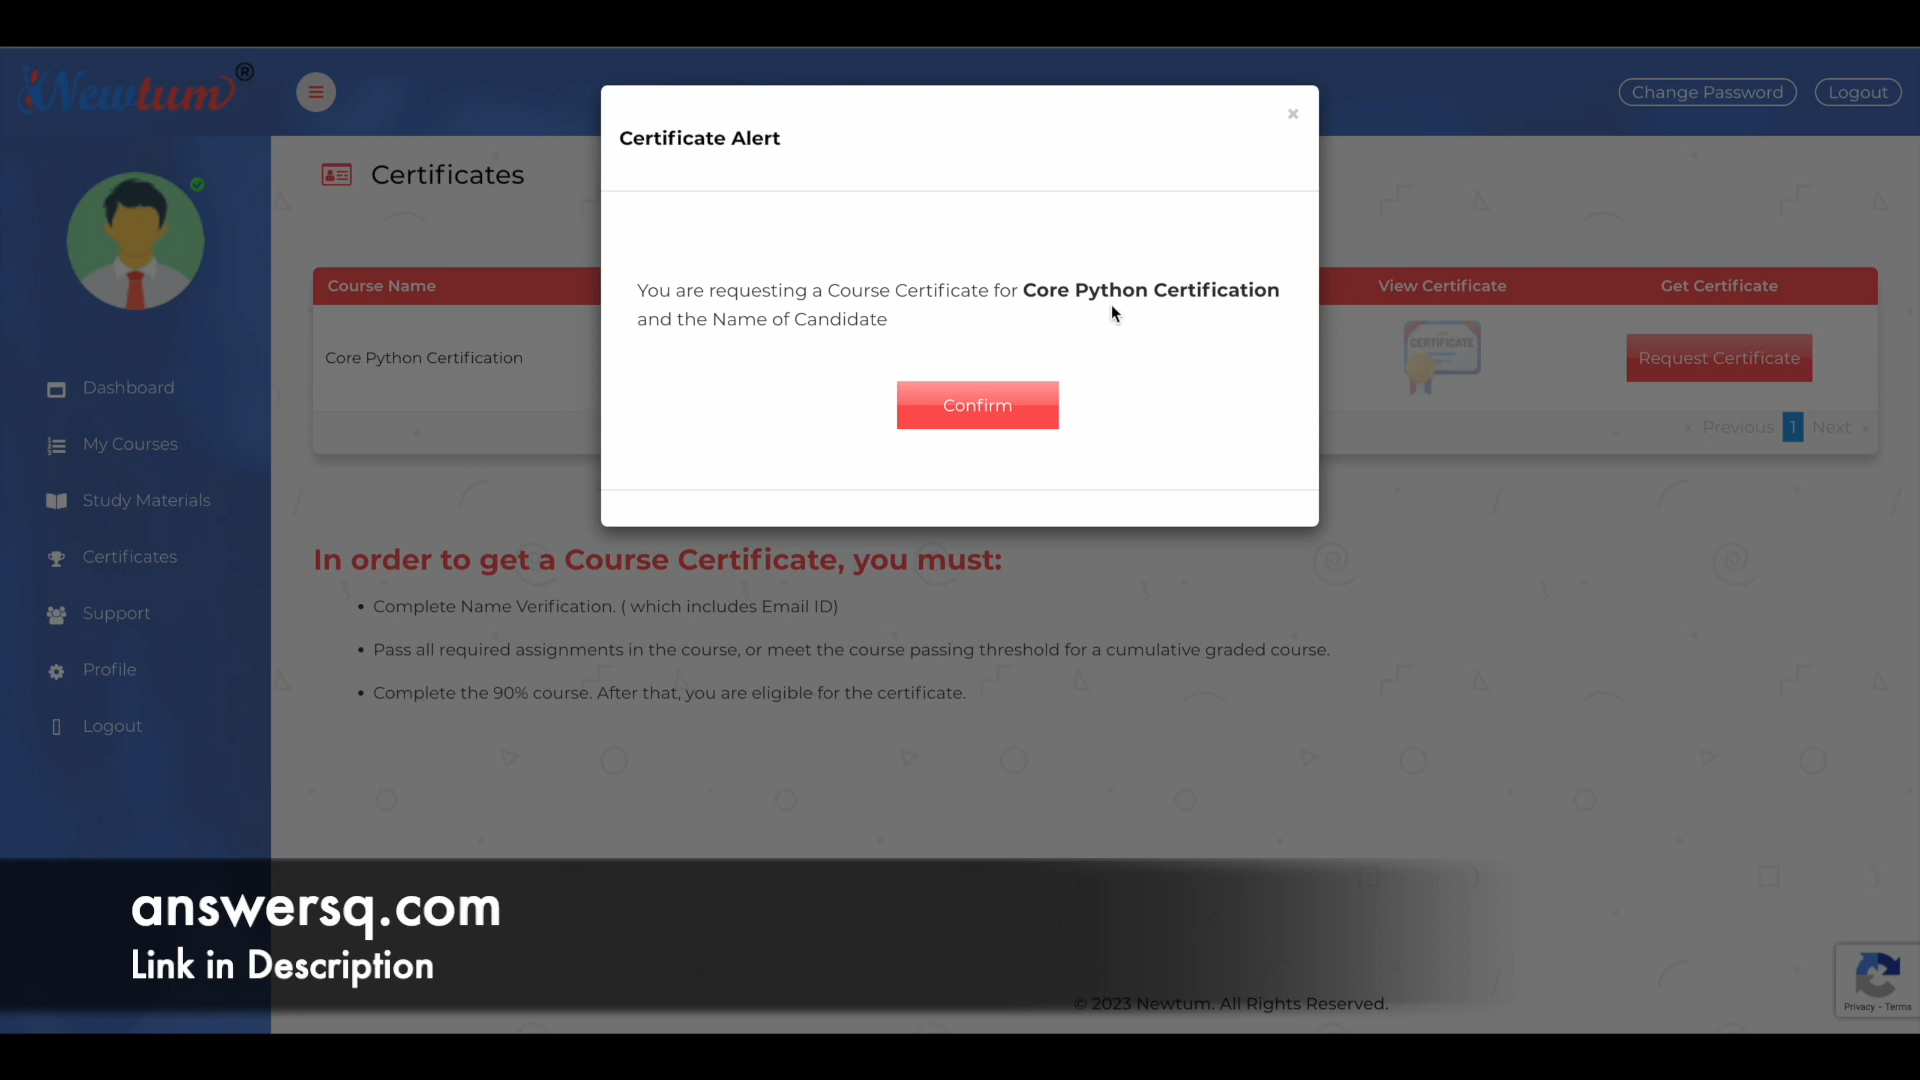 Newtum®
Change Password
Logout
Certificate Alert
×
Certificates
Course Name
View Certificate
Get Certificate
You are requesting a Course Certificate for Core Python Certification
and the Name of Candidate
Core Python Certification
CERTIFICATE
Request Certificate
Confirm
« Previous 1 Next »
Dashboard
My Courses
Study Materials
Certificates
Support
Profile
Logout
In order to get a Course Certificate, you must:
• Complete Name Verification. ( which includes Email ID)
• Pass all required assignments in the course, or meet the course passing threshold for a cumulative graded course.
• Complete the 90% course. After that, you are eligible for the certificate.
answersq.com
Link in Description
© 2023 Newtum. All Rights Reserved.
Privacy - Terms